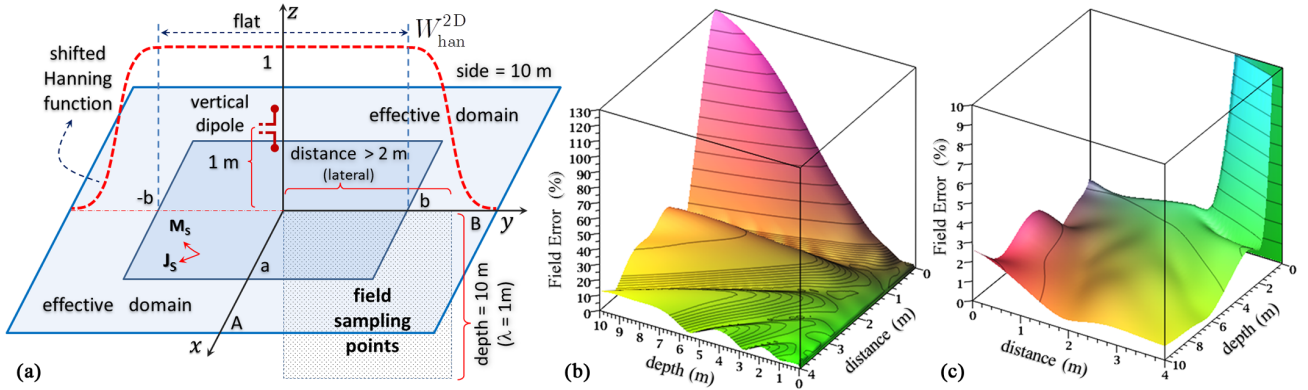 z
flat
W^{2D}_{han}
shifted
Hanning
function
1
side = 10 m
vertical
dipole
effective domain
1 m
distance > 2 m
(lateral)
-b
b
y
B
M_S
J_S
a
effective domain
A
x
field
sampling
points
depth = 10 m
(λ = 1m)
(a)
Field Error (%)
130
120
110
100
90
80
70
60
50
40
30
20
10
0
10 9 8 7 6 5 4 3 2 1 0
depth (m)
0
1
2
3
4
distance (m)
(b)
Field Error (%)
10
9
8
7
6
5
4
3
2
1
0
0 1 2 3 4
distance (m)
0
2
4
6
8
10
depth (m)
(c)